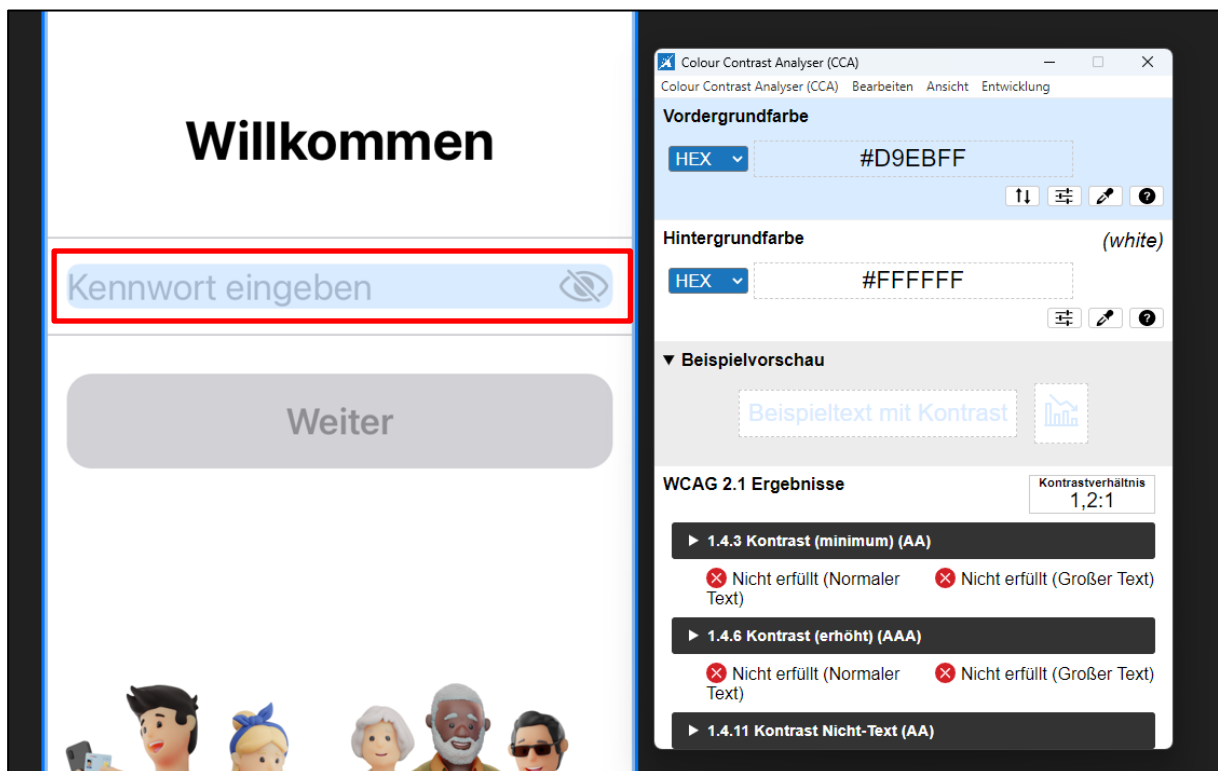 Willkommen
Kennwort eingeben
Weiter
Colour Contrast Analyser (CCA)
Colour Contrast Analyser (CCA) Bearbeiten Ansicht Entwicklung
Vordergrundfarbe
HEX #D9EBFF
Hintergrundfarbe (white)
HEX #FFFFFF
▼ Beispielvorschau
Beispieltext mit Kontrast
WCAG 2.1 Ergebnisse
Kontrastverhältnis
1,2:1
▶ 1.4.3 Kontrast (minimum) (AA)
Nicht erfüllt (Normaler
Text)
Nicht erfüllt (Großer Text)
▶ 1.4.6 Kontrast (erhöht) (AAA)
Nicht erfüllt (Normaler
Text)
Nicht erfüllt (Großer Text)
▶ 1.4.11 Kontrast Nicht-Text (AA)